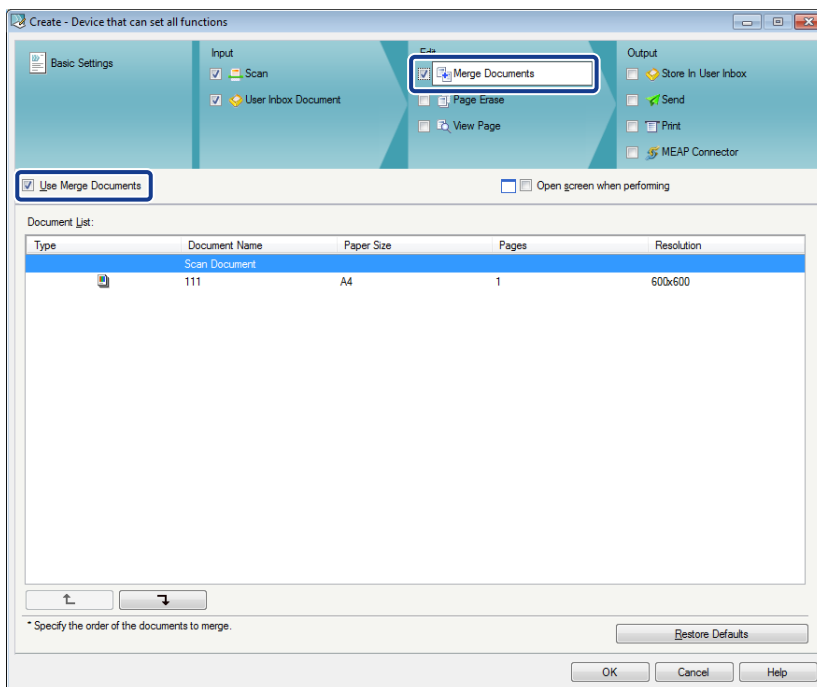 Create - Device that can set all functions
Basic Settings
Input
Scan
User Inbox Document
Edit
Merge Documents
Page Erase
View Page
Output
Store In User Inbox
Send
Print
MEAP Connector
Use Merge Documents
Open screen when performing
Document List:
Type Document Name Paper Size Pages Resolution
Scan Document
111 A4 1 600x600
* Specify the order of the documents to merge.
Restore Defaults
OK Cancel Help